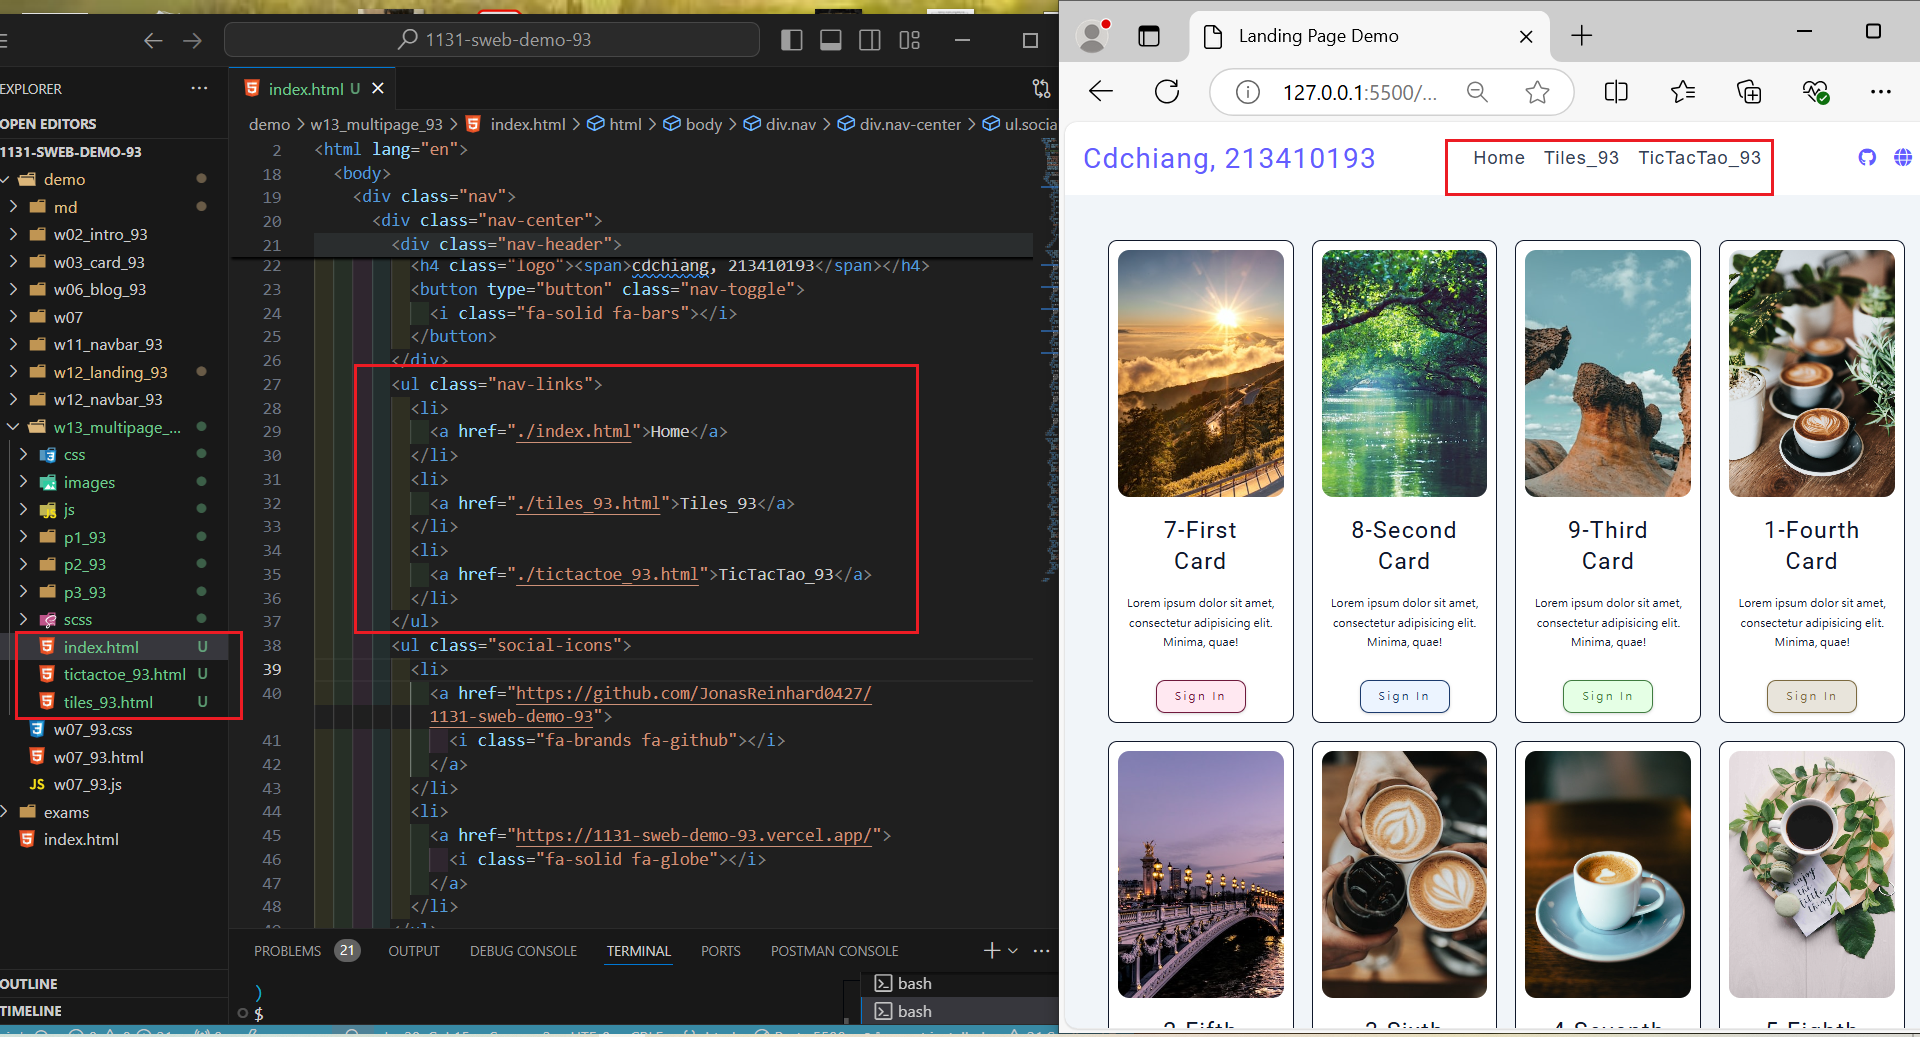 1131-sweb-demo-93
EXPLORER
OPEN EDITORS
1131-SWEB-DEMO-93
demo
md
w02_intro_93
w03_card_93
w06_blog_93
w07
w11_navbar_93
w12_landing_93
w12_navbar_93
w13_multipage_...
css
images
js
p1_93
p2_93
p3_93
scss
index.html U
tictactoe_93.html U
tiles_93.html U
w07_93.css
w07_93.html
w07_93.js
exams
index.html
OUTLINE
TIMELINE
index.html U
demo > w13_multipage_93 > index.html > html > body > div.nav > div.nav-center > ul.socia
2 <html lang="en">
18 <body>
19 <div class="nav">
20 <div class="nav-center">
21 <div class="nav-header">
22 <h4 class="logo"><span>cdchiang, 213410193</span></h4>
23 <button type="button" class="nav-toggle">
24 <i class="fa-solid fa-bars"></i>
25 </button>
26 </div>
27 <ul class="nav-links">
28 <li>
29 <a href="./index.html">Home</a>
30 </li>
31 <li>
32 <a href="./tiles_93.html">Tiles_93</a>
33 </li>
34 <li>
35 <a href="./tictactoe_93.html">TicTacTao_93</a>
36 </li>
37 </ul>
38 <ul class="social-icons">
39 <li>
40 <a href="https://github.com/JonasReinhard0427/
1131-sweb-demo-93">
41 <i class="fa-brands fa-github"></i>
42 </a>
43 </li>
44 <li>
45 <a href="https://1131-sweb-demo-93.vercel.app/">
46 <i class="fa-solid fa-globe"></i>
47 </a>
48 </li>
PROBLEMS 21 OUTPUT DEBUG CONSOLE TERMINAL PORTS POSTMAN CONSOLE
)
$
bash
bash
Landing Page Demo
127.0.0.1:5500/...
Cdchiang, 213410193
Home Tiles_93 TicTacTao_93
7-First
Card
Lorem ipsum dolor sit amet,
consectetur adipisicing elit.
Minima, quae!
Sign In
8-Second
Card
Lorem ipsum dolor sit amet,
consectetur adipisicing elit.
Minima, quae!
Sign In
9-Third
Card
Lorem ipsum dolor sit amet,
consectetur adipisicing elit.
Minima, quae!
Sign In
1-Fourth
Card
Lorem ipsum dolor sit amet,
consectetur adipisicing elit.
Minima, quae!
Sign In
2-Fifth
3-Sixth
4-Seventh
5-Eighth